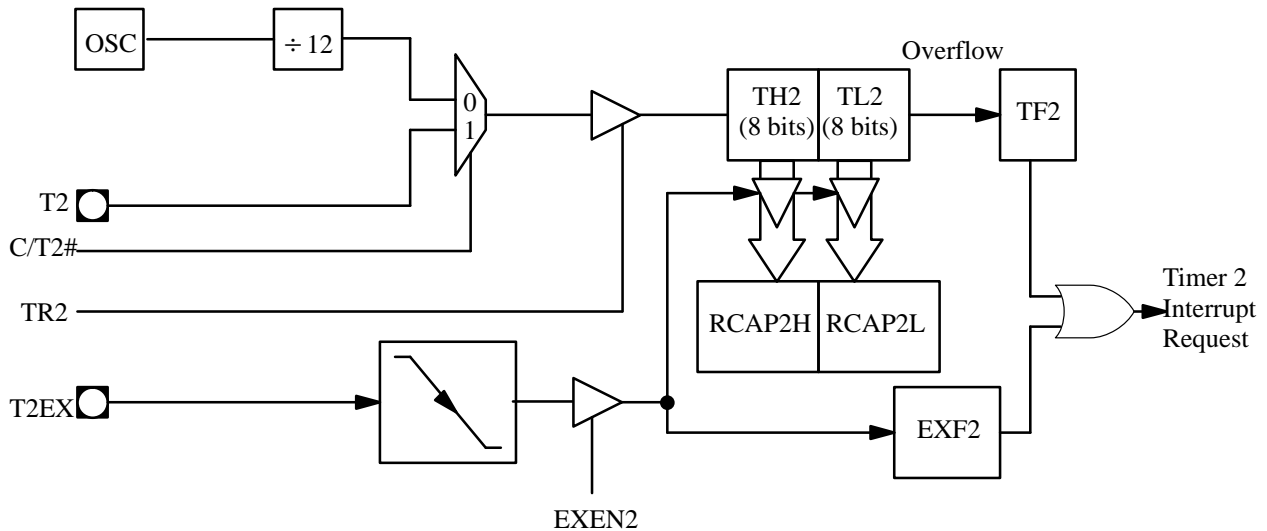 OSC
÷ 12
Overflow
0
1
TH2
(8 bits)
TL2
(8 bits)
TF2
T2
C/T2#
TR2
RCAP2H
RCAP2L
Timer 2
Interrupt
Request
T2EX
EXF2
EXEN2